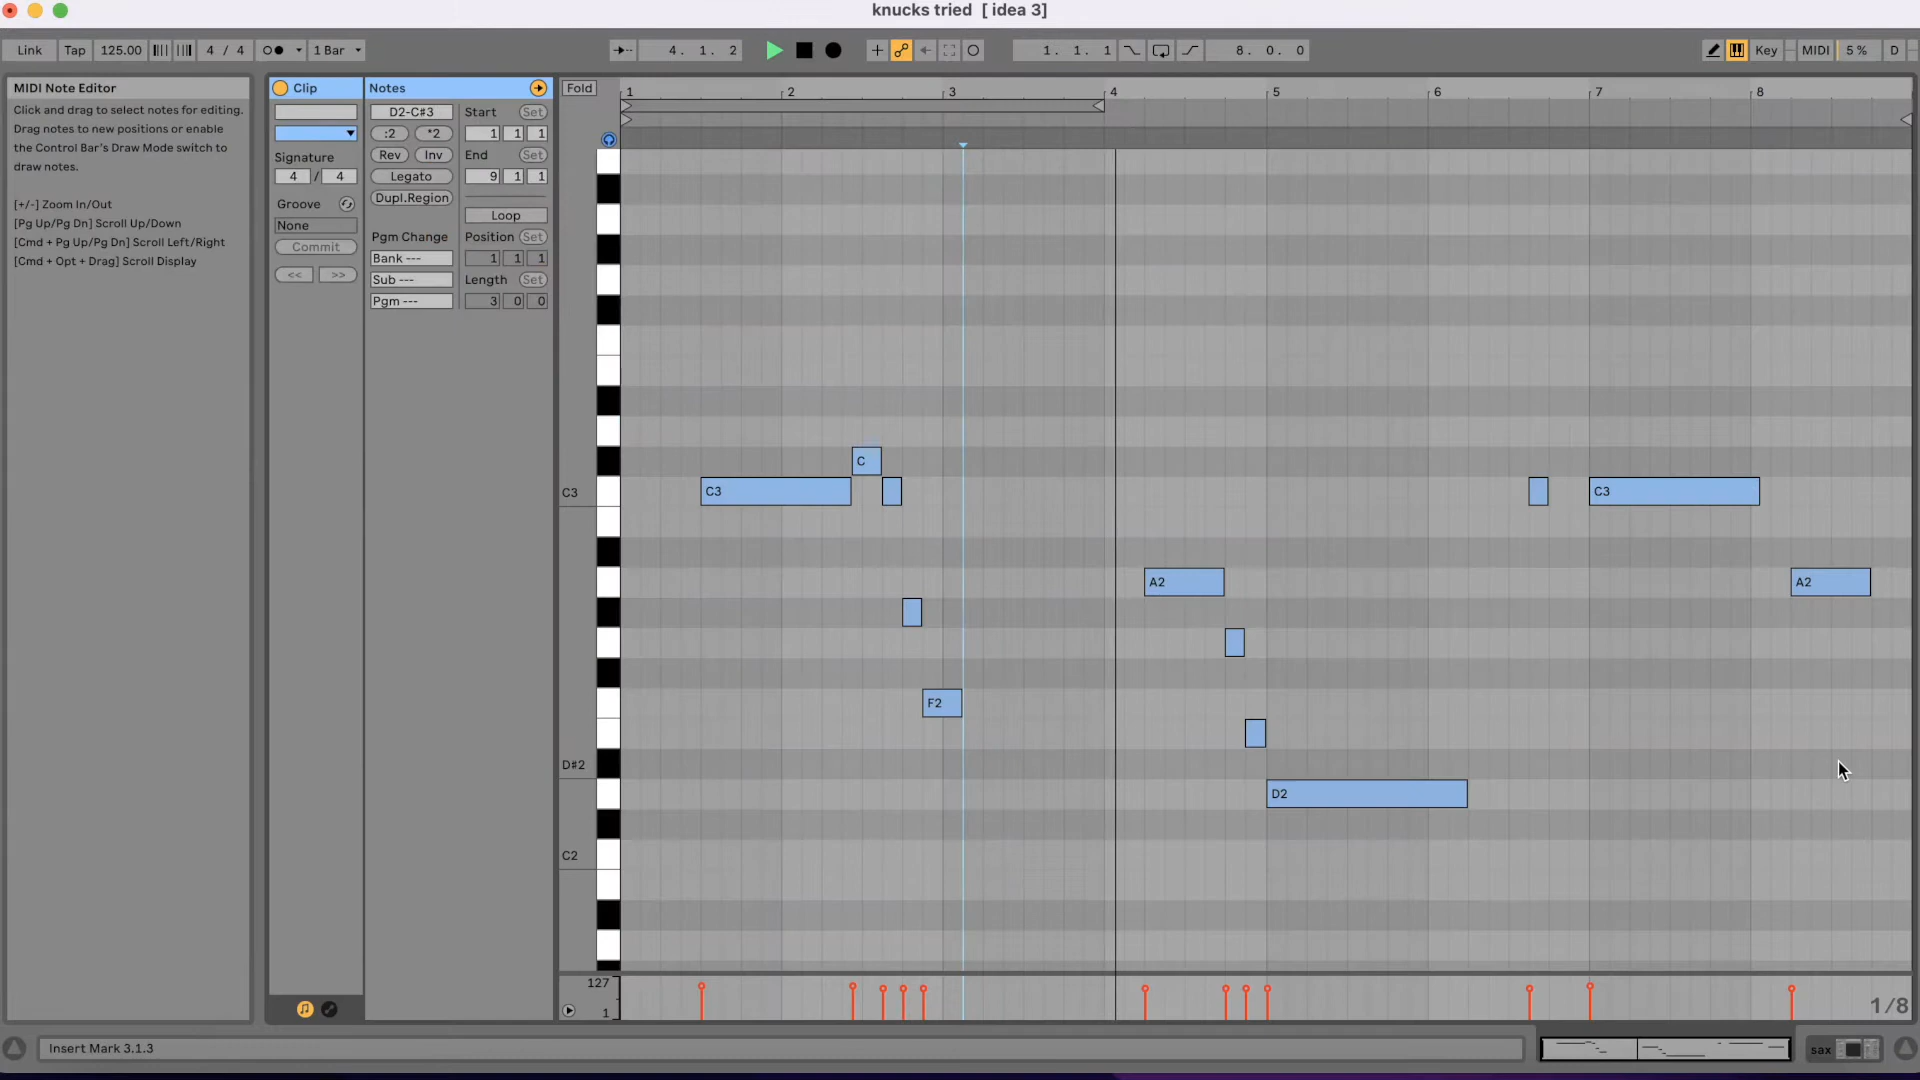 knucks tried [ idea 3]
Link Tap 125.00 4 / 4 1 Bar 4. 1. 2 1. 1. 1 8. 0. 0 Key MIDI 5 % D
MIDI Note Editor
Click and drag to select notes for editing.
Drag notes to new positions or enable
the Control Bar's Draw Mode switch to
draw notes.
[+/-] Zoom In/Out
[Pg Up/Pg Dn] Scroll Up/Down
[Cmd + Pg Up/Pg Dn] Scroll Left/Right
[Cmd + Opt + Drag] Scroll Display
Clip
Signature
4 / 4
Groove
None
Commit
<< >>
Notes
D2-C#3
:2 *2
Rev Inv
Legato
Dupl.Region
Pgm Change
Bank ---
Sub ---
Pgm ---
Start Set
1 1 1
End Set
9 1 1
Loop
Position Set
1 1 1
Length Set
3 0 0
Fold
1 2 3 4 5 6 7 8
C
C3 C3 C3
A2 A2
F2
D#2
D2
C2
127
1
1/8
Insert Mark 3.1.3
sax